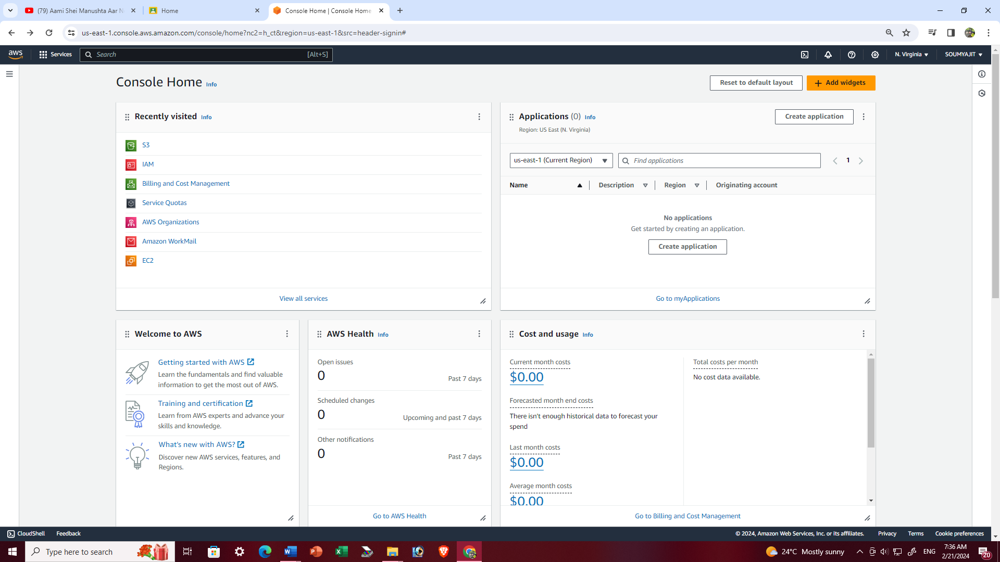 (79) Aami Shei Manushta Aar N
Home
Console Home | Console Home
us-east-1.console.aws.amazon.com/console/home?nc2=h_ct&region=us-east-1&src=header-signin#
aws
Services
Search
[Alt+S]
N. Virginia
SOUMYAJIT
Console Home Info
Reset to default layout
Add widgets
Recently visited Info
S3
IAM
Billing and Cost Management
Service Quotas
AWS Organizations
Amazon WorkMail
EC2
View all services
Applications (0) Info
Region: US East (N. Virginia)
Create application
us-east-1 (Current Region)
Find applications
1
Name
Description
Region
Originating account
No applications
Get started by creating an application.
Create application
Go to myApplications
Welcome to AWS
Getting started with AWS
Learn the fundamentals and find valuable
information to get the most out of AWS.
Training and certification
Learn from AWS experts and advance your
skills and knowledge.
What's new with AWS?
Discover new AWS services, features, and
Regions.
AWS Health Info
Open issues
0
Past 7 days
Scheduled changes
0
Upcoming and past 7 days
Other notifications
0
Past 7 days
Go to AWS Health
Cost and usage Info
Current month costs
$0.00
Forecasted month end costs
There isn't enough historical data to forecast your
spend
Last month costs
$0.00
Average month costs
$0.00
Total costs per month
No cost data available.
Go to Billing and Cost Management
CloudShell
Feedback
© 2024, Amazon Web Services, Inc. or its affiliates.
Privacy
Terms
Cookie preferences
Type here to search
24°C Mostly sunny
ENG
7:36 AM
2/21/2024
20